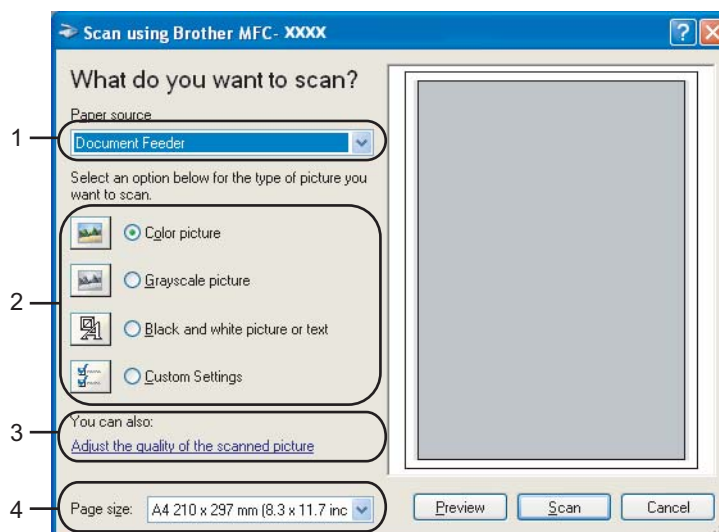 Scan using Brother MFC- XXXX
What do you want to scan?
Paper source
1
Document Feeder
Select an option below for the type of picture you
want to scan.
Color picture
2
Grayscale picture
Black and white picture or text
Custom Settings
3
You can also:
Adjust the quality of the scanned picture
4
Page size: A4 210 x 297 mm (8.3 x 11.7 inc
Preview Scan Cancel